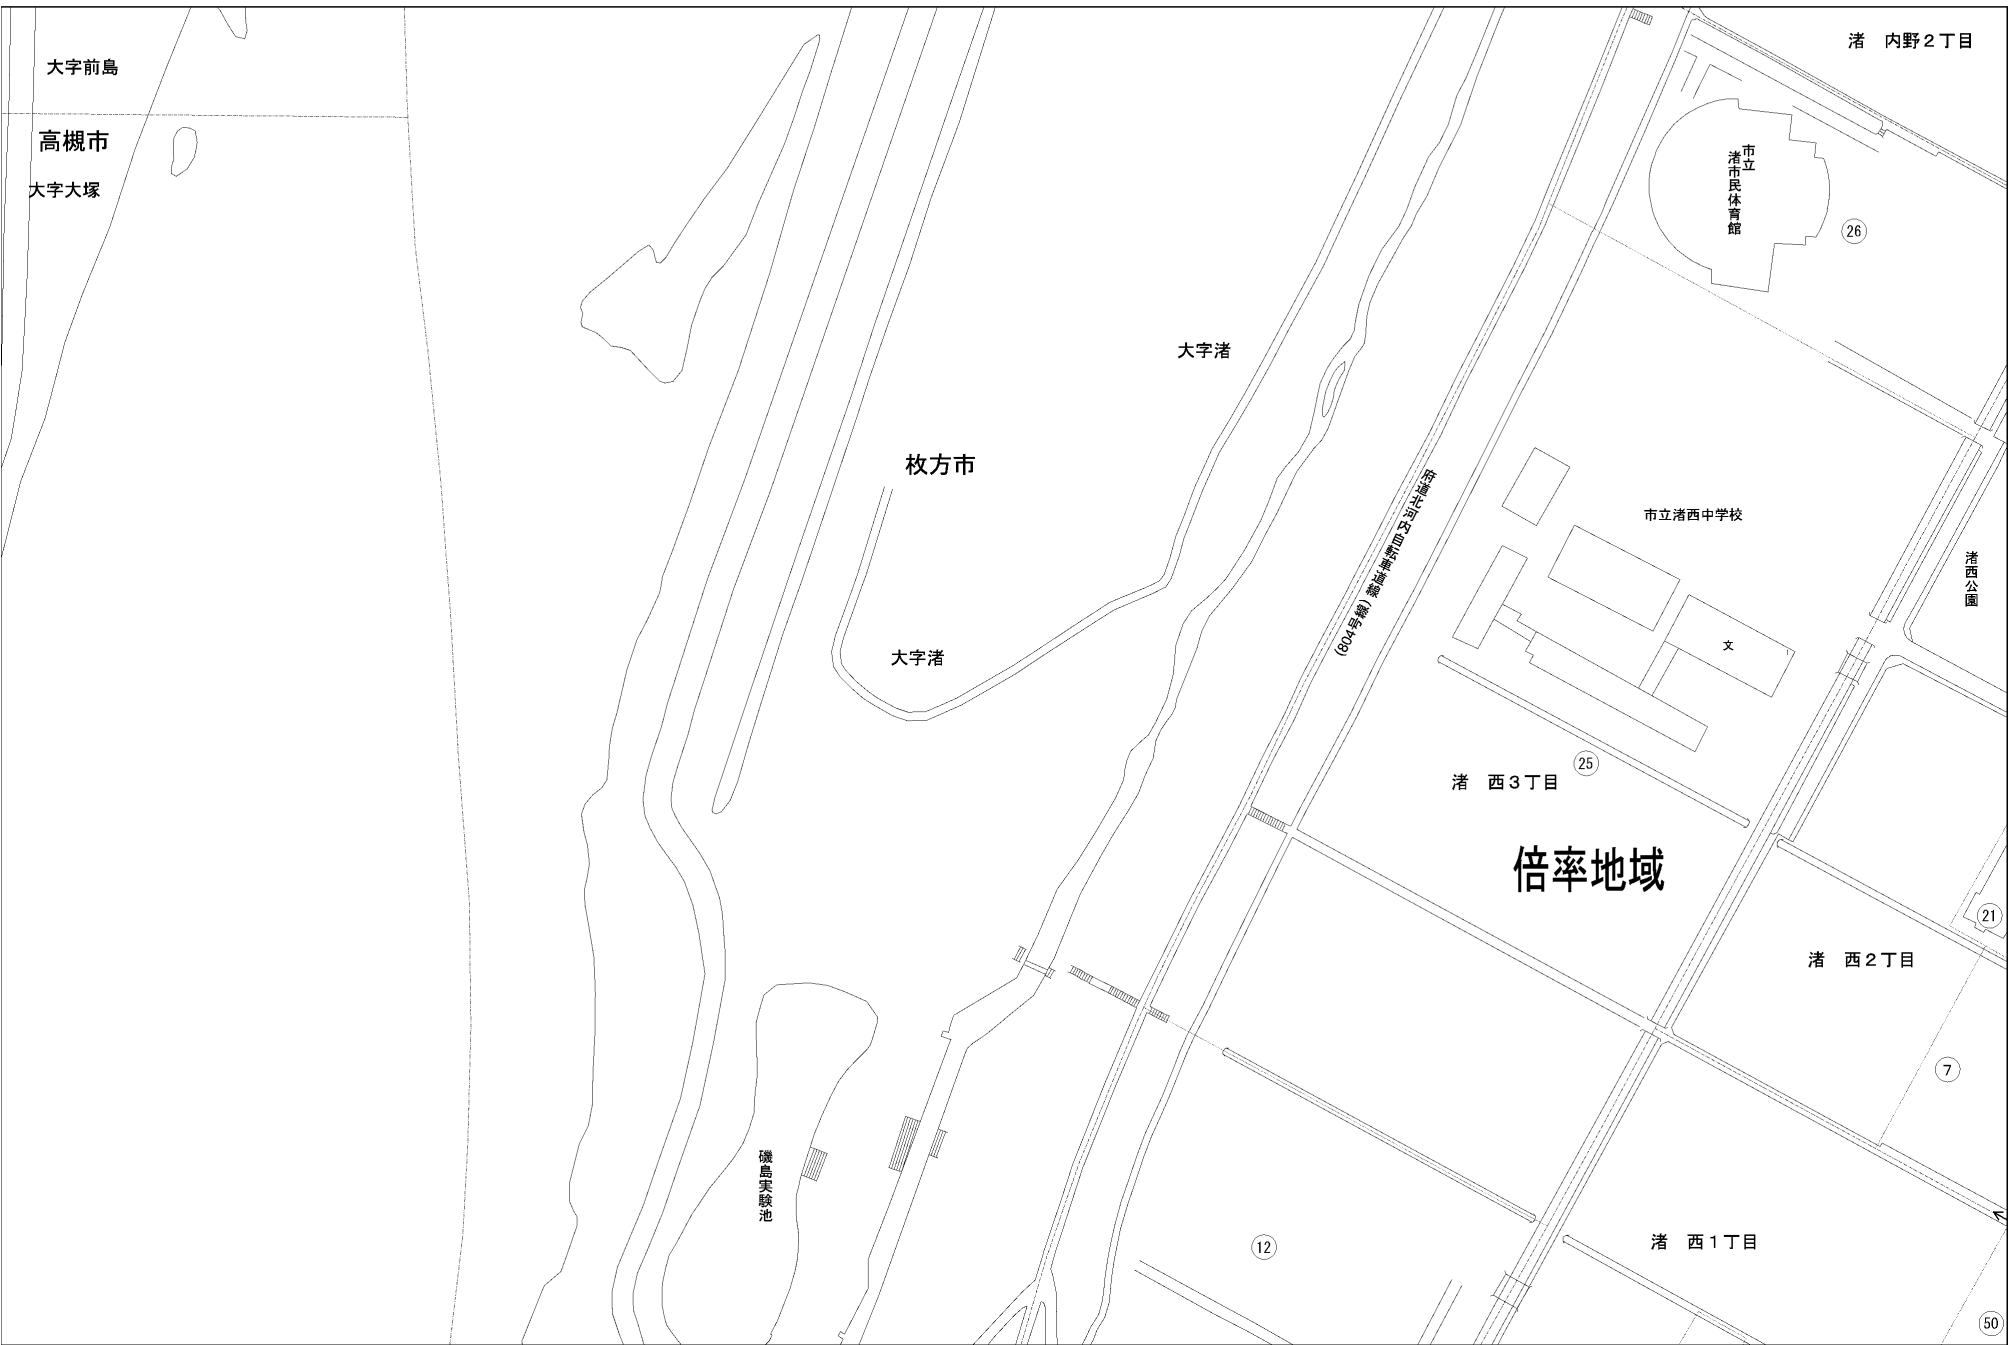 渚　内野２丁目
大字前島
高槻市
大字大塚
市立
渚市民体育館
26
大字渚
枚方市
府道北河内自転車道線
(804号線)
市立渚西中学校
渚西公園
文
大字渚
25
渚　西３丁目
倍率地域
21
渚　西２丁目
7
磯島実験池
12
渚　西１丁目
50